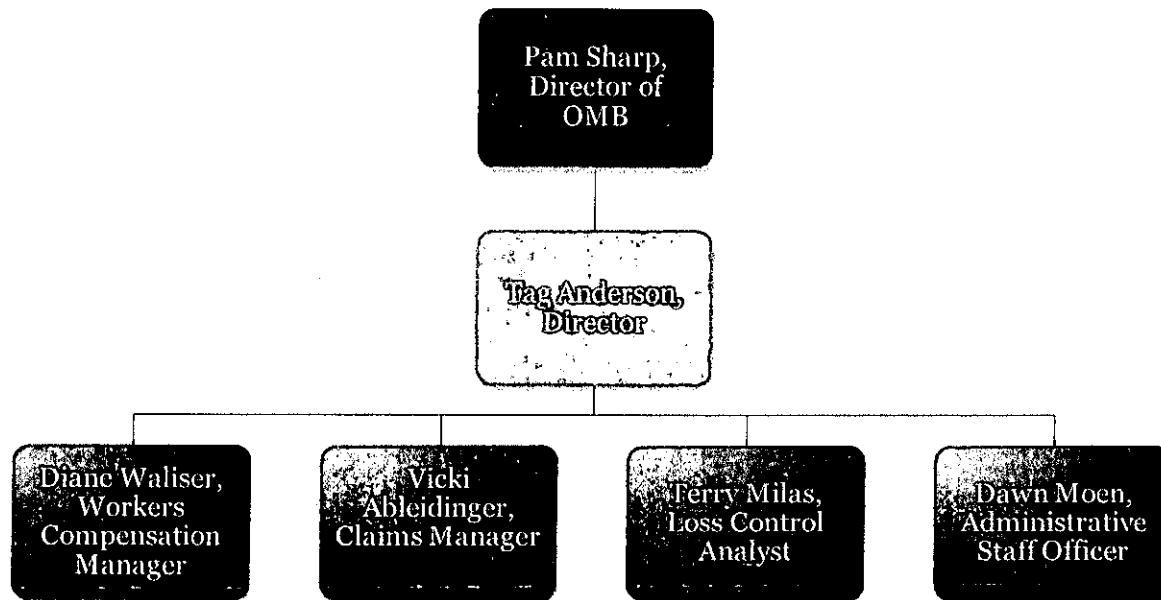 Pam Sharp,
Director of
OMB
Tag Anderson,
Director
Diane Waliser,
Workers
Compensation
Manager
Vicki
Ableidinger,
Claims Manager
Terry Milas,
Loss Control
Analyst
Dawn Moen,
Administrative
Staff Officer